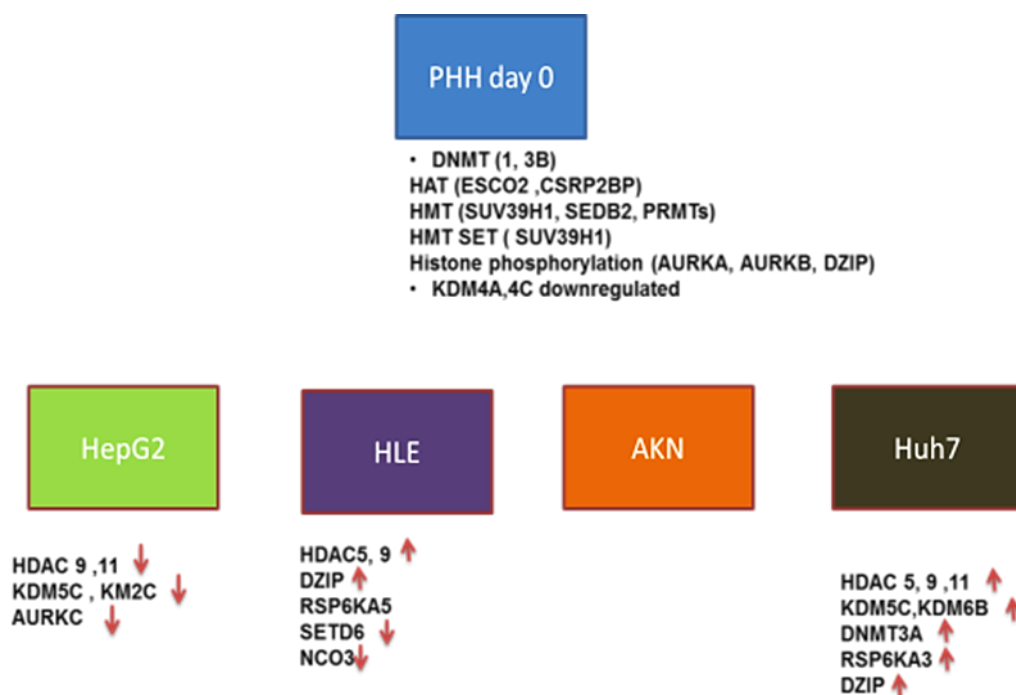 PHH day 0
• DNMT (1, 3B)
HAT (ESCO2 ,CSRP2BP)
HMT (SUV39H1, SEDB2, PRMTs)
HMT SET ( SUV39H1)
Histone phosphorylation (AURKA, AURKB, DZIP)
• KDM4A,4C downregulated
HepG2
HDAC 9 ,11 ↓
KDM5C , KM2C ↓
AURKC ↓
HLE
HDAC5, 9 ↑
DZIP ↑
RSP6KA5
SETD6 ↓
NCO3 ↓
AKN
Huh7
HDAC 5, 9 ,11 ↑
KDM5C,KDM6B ↑
DNMT3A ↑
RSP6KA3 ↑
DZIP ↑